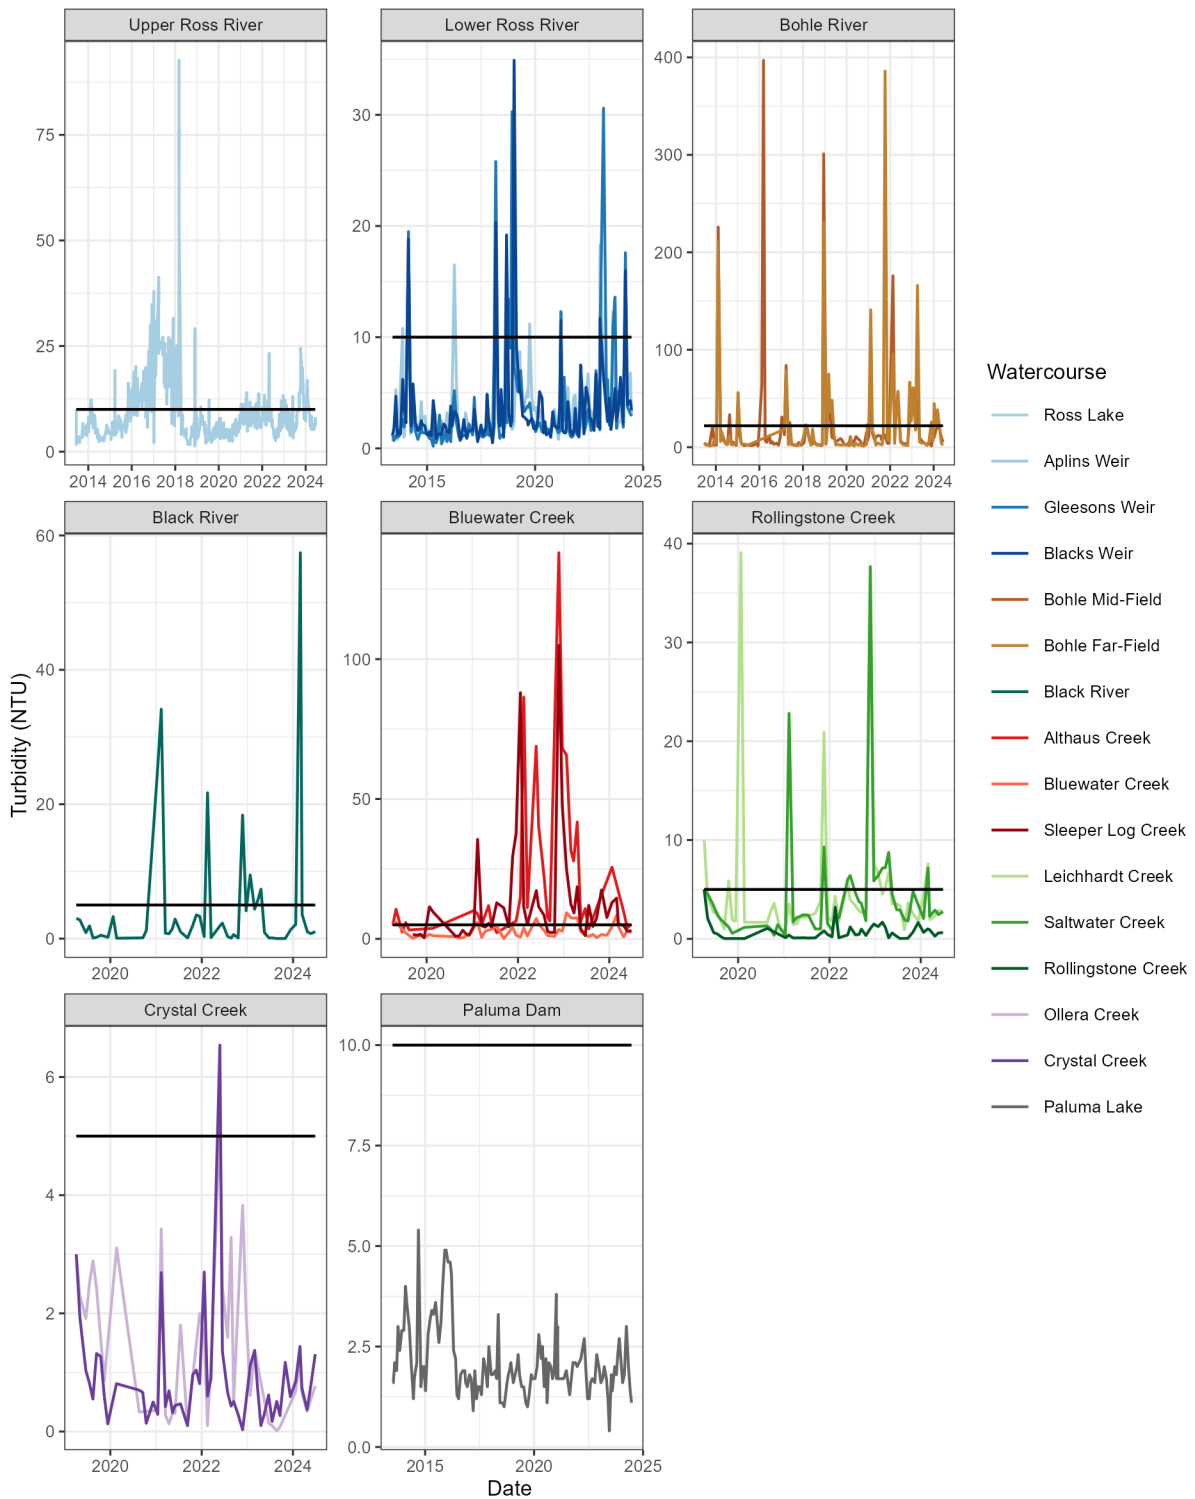 Upper Ross River
Lower Ross River
Bohle River
75
50
25
0
2014 2016 2018 2020 2022 2024
30
20
10
0
2015 2020 2025
400
300
200
100
0
2014 2016 2018 2020 2022 2024
Black River
Bluewater Creek
Rollingstone Creek
60
40
20
0
2020 2022 2024
100
50
0
2020 2022 2024
40
30
20
10
0
2020 2022 2024
Crystal Creek
Paluma Dam
6
4
2
0
2020 2022 2024
10.0
7.5
5.0
2.5
0.0
2015 2020 2025
Turbidity (NTU)
Date
Watercourse
Ross Lake
Aplins Weir
Gleesons Weir
Blacks Weir
Bohle Mid-Field
Bohle Far-Field
Black River
Althaus Creek
Bluewater Creek
Sleeper Log Creek
Leichhardt Creek
Saltwater Creek
Rollingstone Creek
Ollera Creek
Crystal Creek
Paluma Lake